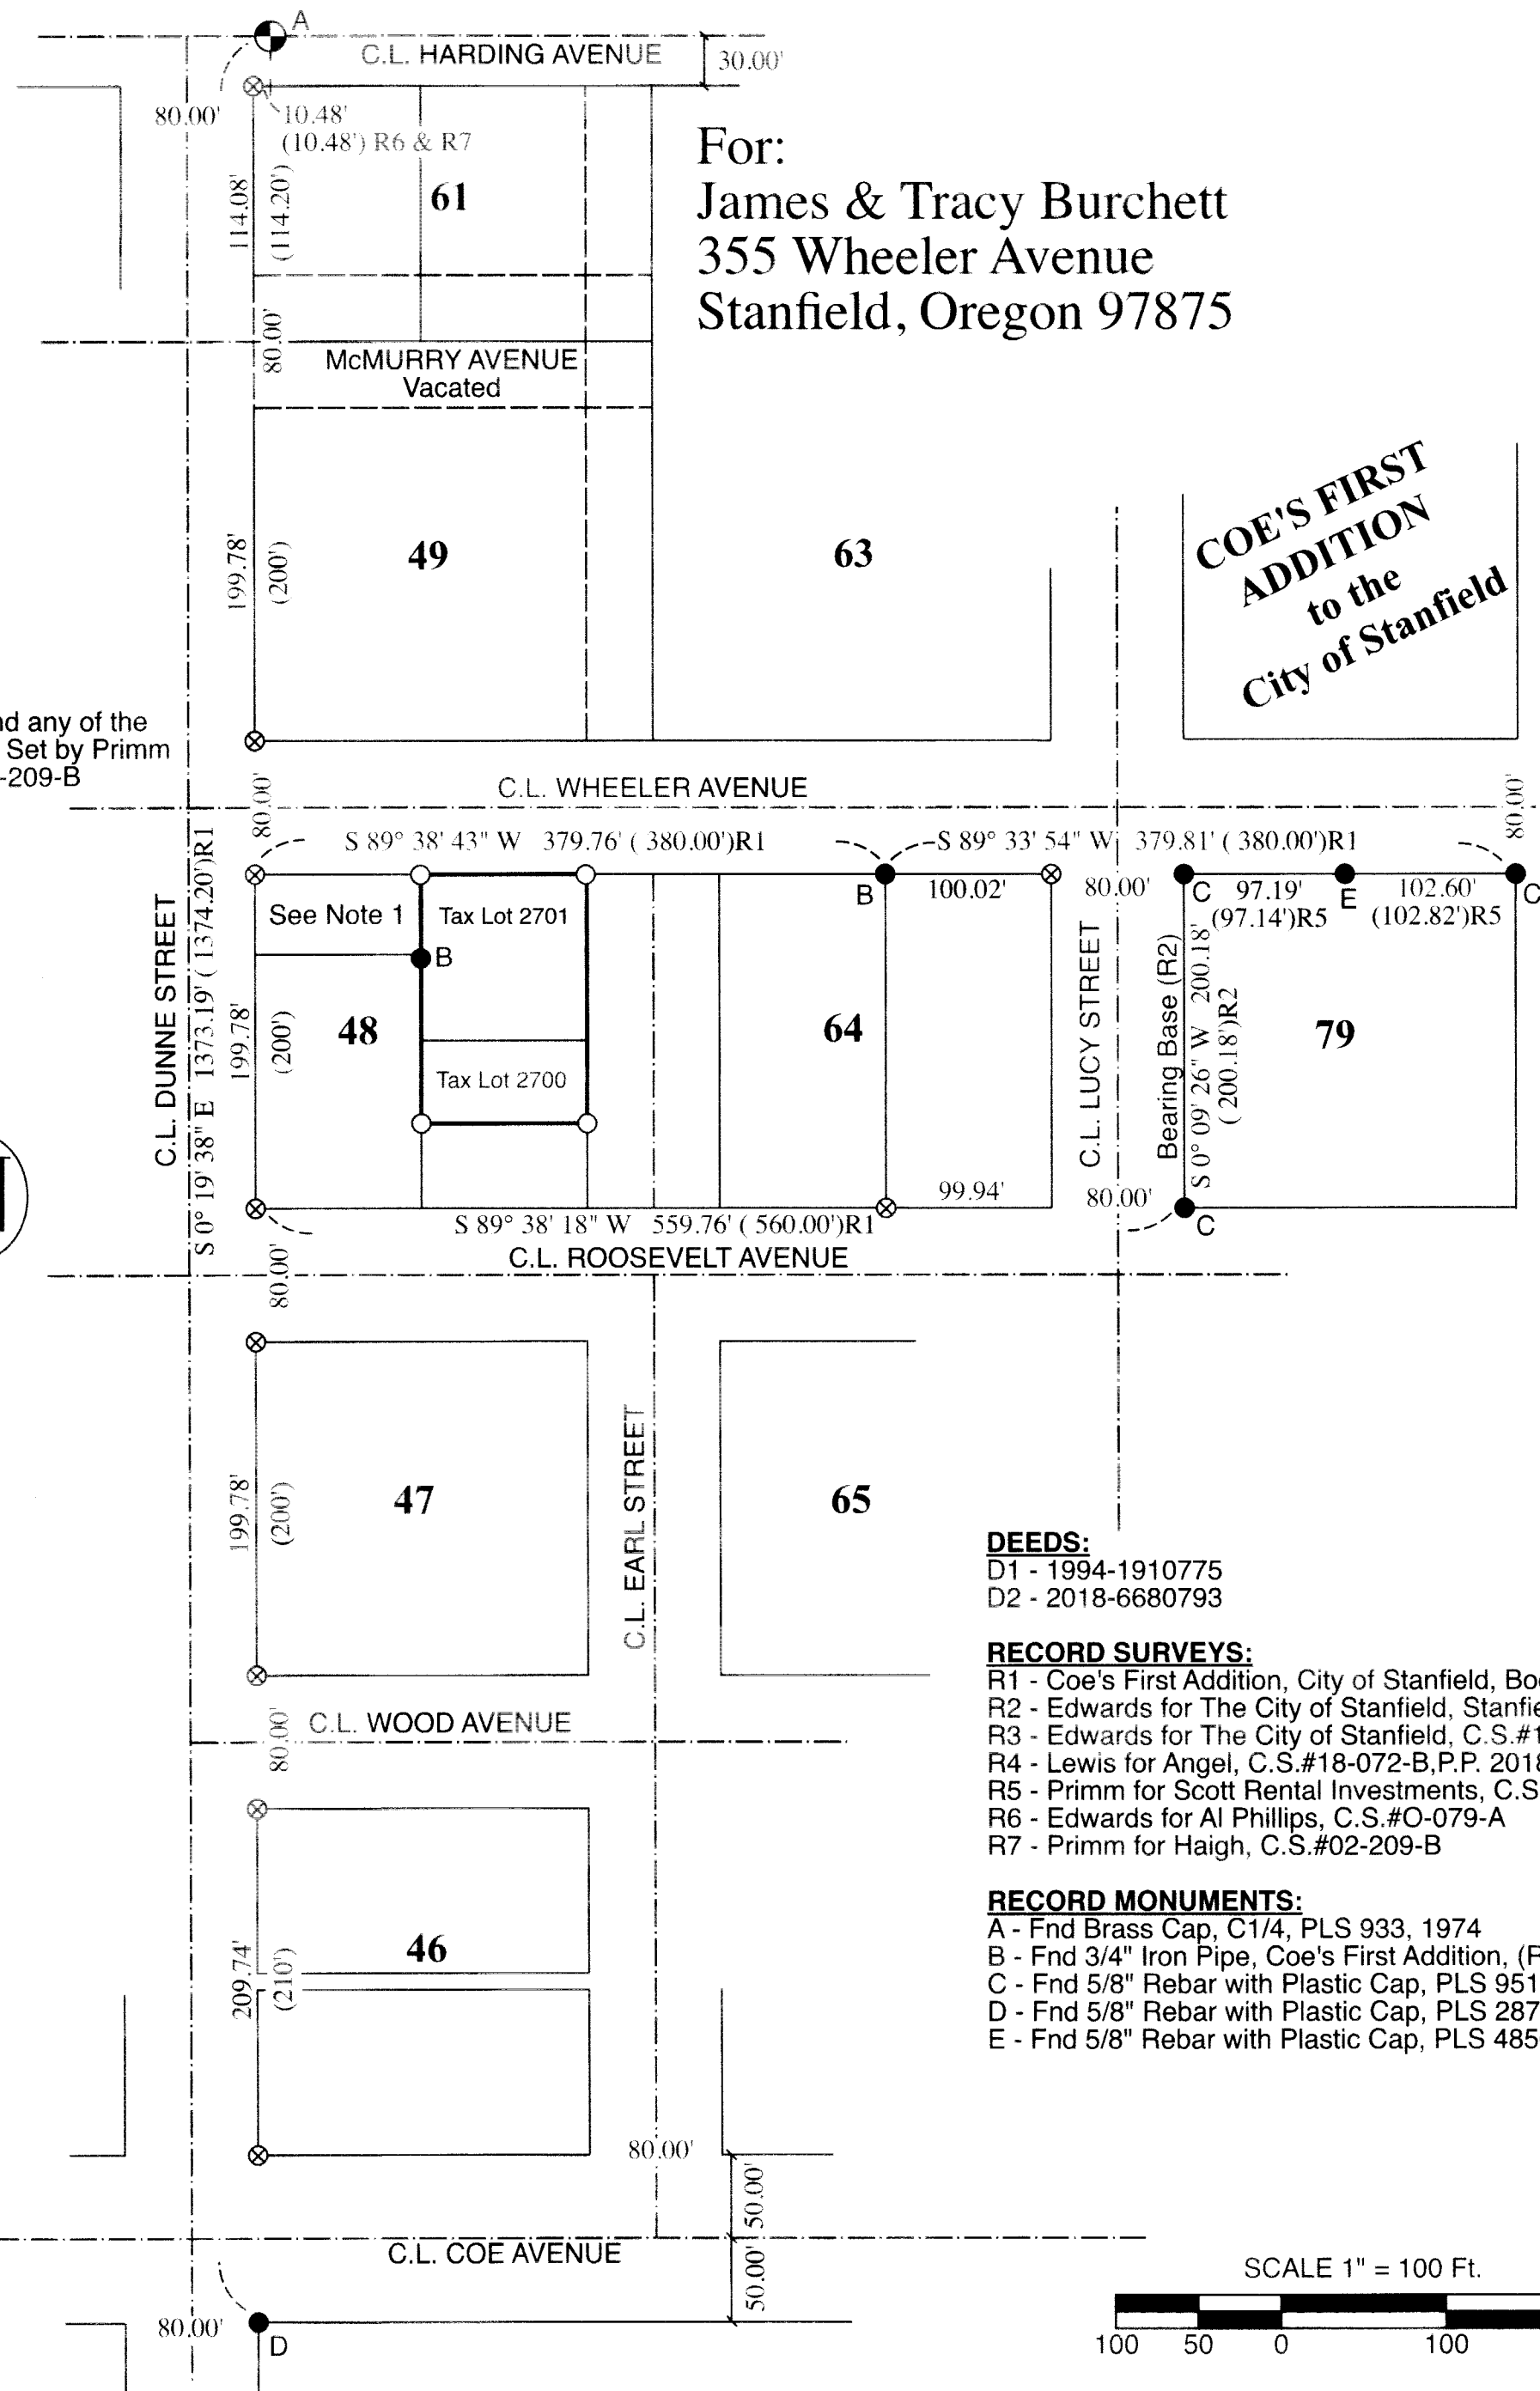 A
C.L. HARDING AVENUE
30.00'
80.00'
10.48'
(10.48') R6 & R7
114.08'
(114.20')
61
For:
James & Tracy Burchett
355 Wheeler Avenue
Stanfield, Oregon 97875
80.00'
McMURRY AVENUE
Vacated
199.78'
(200')
49
63
COE'S FIRST
ADDITION
to the
City of Stanfield
nd any of the
Set by Primm
-209-B
80.00'
C.L. WHEELER AVENUE
80.00'
S 89° 38' 43" W 379.76' ( 380.00')R1
S 89° 33' 54" W 379.81' ( 380.00')R1
B
100.02'
80.00'
C
97.19'
(97.14')R5
E
102.60'
(102.82')R5
C
See Note 1
Tax Lot 2701
B
C.L. DUNNE STREET
S 0° 19' 38" E 1373.19' ( 1374.20')R1
199.78'
(200')
48
Tax Lot 2700
64
C.L. LUCY STREET
Bearing Base (R2)
S 0° 09' 26" W 200.18'
( 200.18')R2
79
99.94'
80.00'
C
S 89° 38' 18" W 559.76' ( 560.00')R1
C.L. ROOSEVELT AVENUE
80.00'
199.78'
(200')
47
C.L. EARL STREET
65
80.00'
C.L. WOOD AVENUE
209.74'
(210')
46
80.00'
50.00'
50.00'
C.L. COE AVENUE
80.00'
D
DEEDS:
D1 - 1994-1910775
D2 - 2018-6680793
RECORD SURVEYS:
R1 - Coe's First Addition, City of Stanfield, Boo
R2 - Edwards for The City of Stanfield, Stanfie
R3 - Edwards for The City of Stanfield, C.S.#1
R4 - Lewis for Angel, C.S.#18-072-B,P.P. 2018
R5 - Primm for Scott Rental Investments, C.S
R6 - Edwards for Al Phillips, C.S.#O-079-A
R7 - Primm for Haigh, C.S.#02-209-B
RECORD MONUMENTS:
A - Fnd Brass Cap, C1/4, PLS 933, 1974
B - Fnd 3/4" Iron Pipe, Coe's First Addition, (R
C - Fnd 5/8" Rebar with Plastic Cap, PLS 951
D - Fnd 5/8" Rebar with Plastic Cap, PLS 287
E - Fnd 5/8" Rebar with Plastic Cap, PLS 485
SCALE 1" = 100 Ft.
100 50 0 100